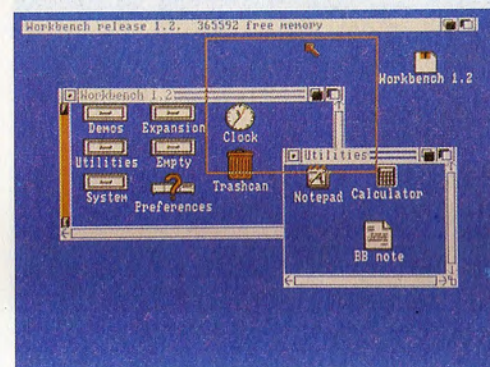 Workbench release 1.2. 365592 free memory
Workbench 1.2
Workbench 1.2
Demos Expansion
Clock
Utilities Empty
Trashcan
System
Preferences
Utilities
Notepad Calculator
BB note